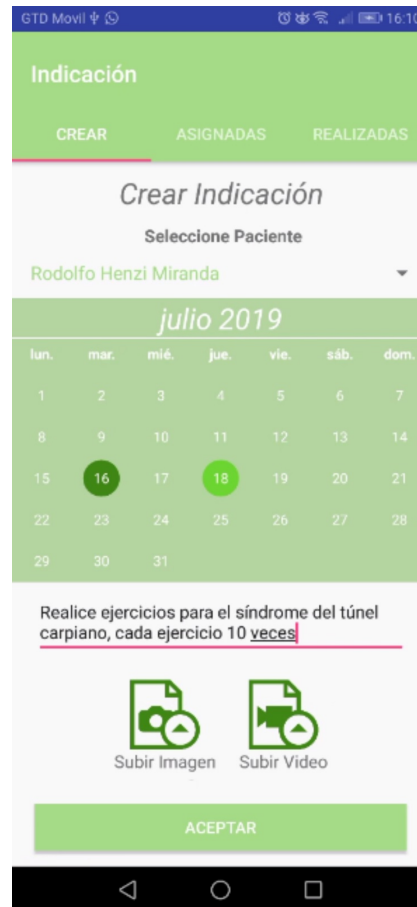 GTD Movil 16:10
Indicación
CREAR ASIGNADAS REALIZADAS
Crear Indicación
Seleccione Paciente
Rodolfo Henzi Miranda
julio 2019
lun. mar. mié. jue. vie. sáb. dom.
1 2 3 4 5 6 7
8 9 10 11 12 13 14
15 16 17 18 19 20 21
22 23 24 25 26 27 28
29 30 31
Realice ejercicios para el síndrome del túnel
carpiano, cada ejercicio 10 veces
Subir Imagen Subir Video
ACEPTAR